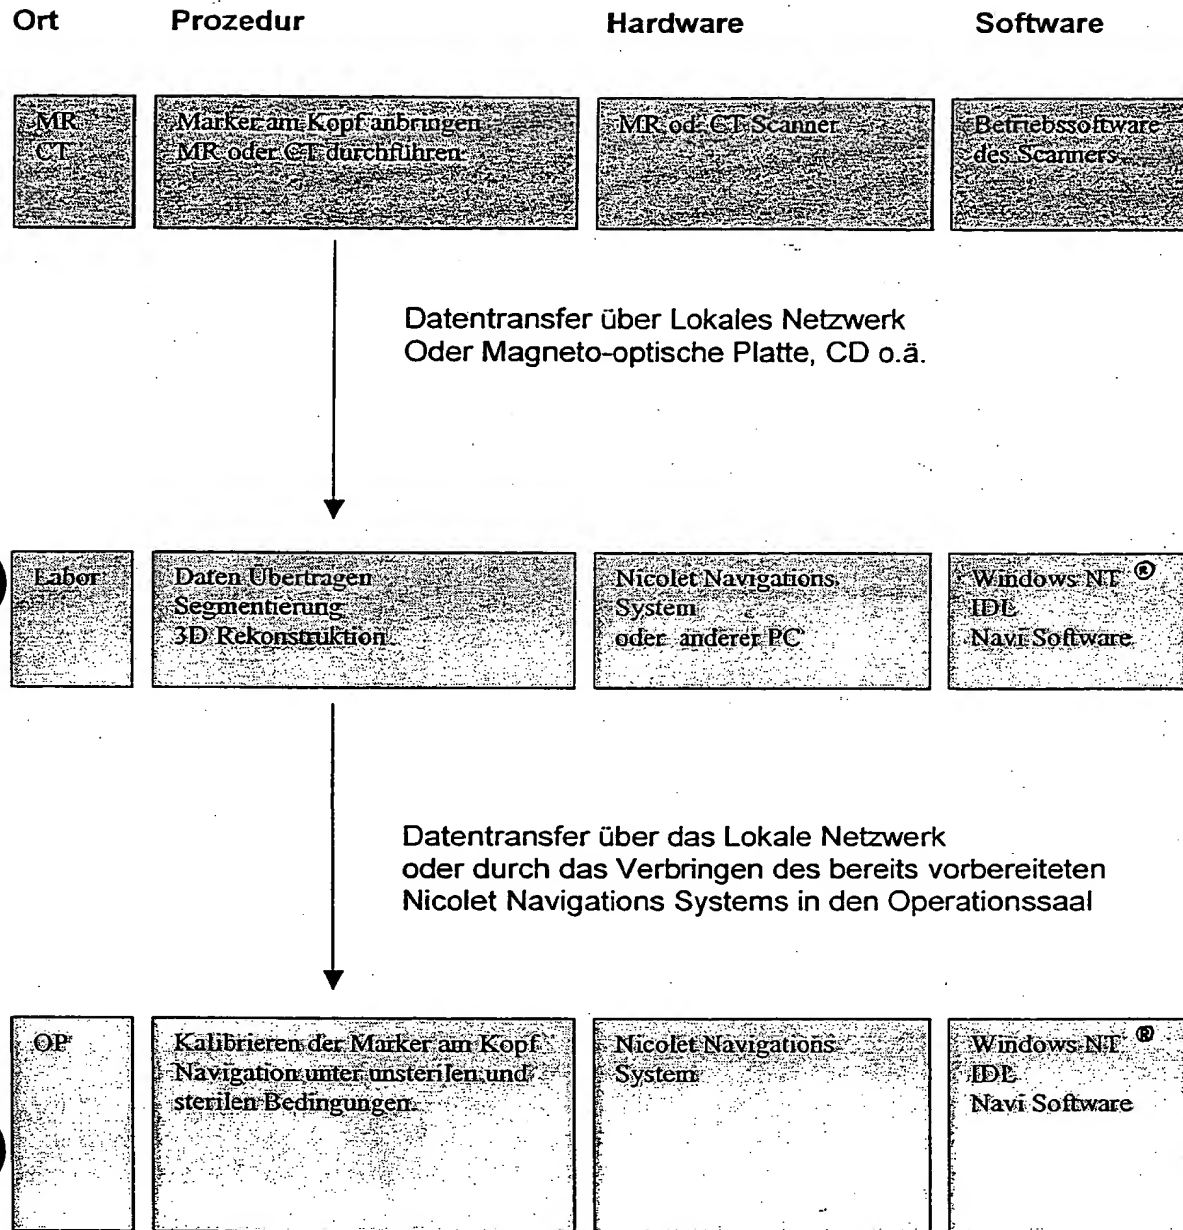 Ort Prozedur Hardware Software
MR
CT
Marker am Kopf anbringen
MR oder CT durchführen
MR od. CT Scanner
Betriebssoftware
des Scanners
Datentransfer über Lokales Netzwerk
Oder Magneto-optische Platte, CD o.ä.
Labor
Daten Übertragen
Segmentierung
3D Rekonstruktion
Nicolet Navigations
System
oder anderer PC
Windows NT ®
IDL
Navi Software
Datentransfer über das Lokale Netzwerk
oder durch das Verbringen des bereits vorbereiteten
Nicolet Navigations Systems in den Operationssaal
OP
Kalibrieren der Marker am Kopf
Navigation unter unsterilen und
sterilen Bedingungen
Nicolet Navigations
System
Windows NT ®
IDL
Navi Software